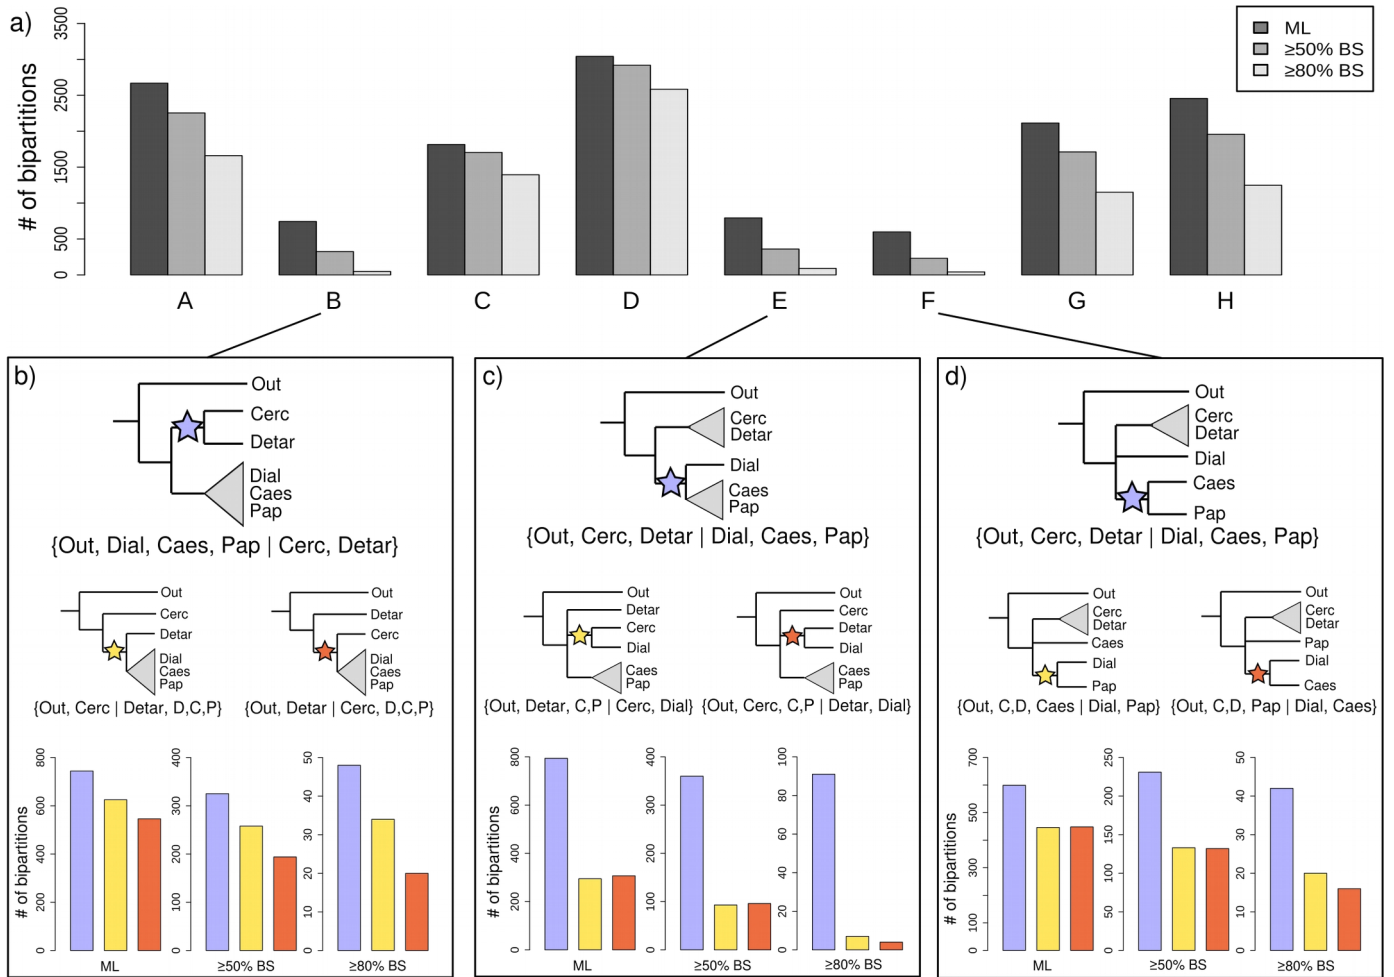 a)
# of bipartitions
3500
2500
1500
500
0
ML
≥50% BS
≥80% BS
A B C D E F G H
b)
Out
Cerc
Detar
Dial
Caes
Pap
{Out, Dial, Caes, Pap | Cerc, Detar}
Out
Cerc
Detar
Dial
Caes
Pap
{Out, Cerc | Detar, D,C,P}
Out
Detar
Cerc
Dial
Caes
Pap
{Out, Detar | Cerc, D,C,P}
# of bipartitions
800
600
400
200
0
ML
400
300
200
100
0
≥50% BS
50
40
30
20
10
0
≥80% BS
c)
Out
Cerc
Detar
Dial
Caes
Pap
{Out, Cerc, Detar | Dial, Caes, Pap}
Out
Detar
Cerc
Dial
Caes
Pap
{Out, Detar, C,P | Cerc, Dial}
Out
Cerc
Detar
Dial
Caes
Pap
{Out, Cerc, C,P | Detar, Dial}
# of bipartitions
800
600
400
200
0
ML
400
300
200
100
0
≥50% BS
100
80
60
40
20
0
≥80% BS
d)
Out
Cerc
Detar
Dial
Caes
Pap
{Out, Cerc, Detar | Dial, Caes, Pap}
Out
Cerc
Detar
Caes
Dial
Pap
{Out, C,D, Caes | Dial, Pap}
Out
Cerc
Detar
Pap
Dial
Caes
{Out, C,D, Pap | Dial, Caes}
# of bipartitions
700
500
300
100
0
ML
250
200
150
100
50
0
≥50% BS
50
40
30
20
10
0
≥80% BS